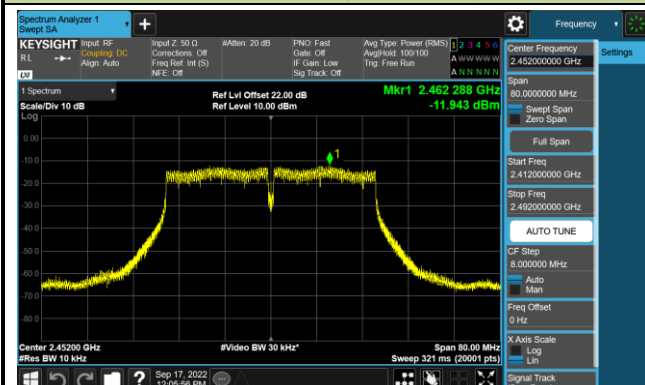 Spectrum Analyzer 1
Swept SA
+
Frequency
KEYSIGHT
Input: RF
Coupling: DC
Align: Auto
Input Z: 50 Ω
Corrections: Off
Freq Ref: Int (S)
NFE: Off
#Atten: 20 dB
PNO: Fast
Gate: Off
IF Gain: Low
Sig Track: Off
Avg Type: Power (RMS)
Avg|Hold: 100/100
Trig: Free Run
1 2 3 4 5 6
A W W W W W
A N N N N N
RL
LXI
1 Spectrum
Scale/Div 10 dB
Log
Ref Lvl Offset 22.00 dB
Ref Level 10.00 dBm
Mkr1 2.462 288 GHz
-11.943 dBm
1
0.00
-10.0
-20.0
-30.0
-40.0
-50.0
-60.0
-70.0
-80.0
Center 2.45200 GHz
#Res BW 10 kHz
#Video BW 30 kHz*
Span 80.00 MHz
Sweep 321 ms (20001 pts)
?
Sep 17, 2022
12:05:56 PM
Center Frequency
2.452000000 GHz
Settings
Span
80.0000000 MHz
Swept Span
Zero Span
Full Span
Start Freq
2.412000000 GHz
Stop Freq
2.492000000 GHz
AUTO TUNE
CF Step
8.000000 MHz
Auto
Man
Freq Offset
0 Hz
X Axis Scale
Log
Lin
Signal Track